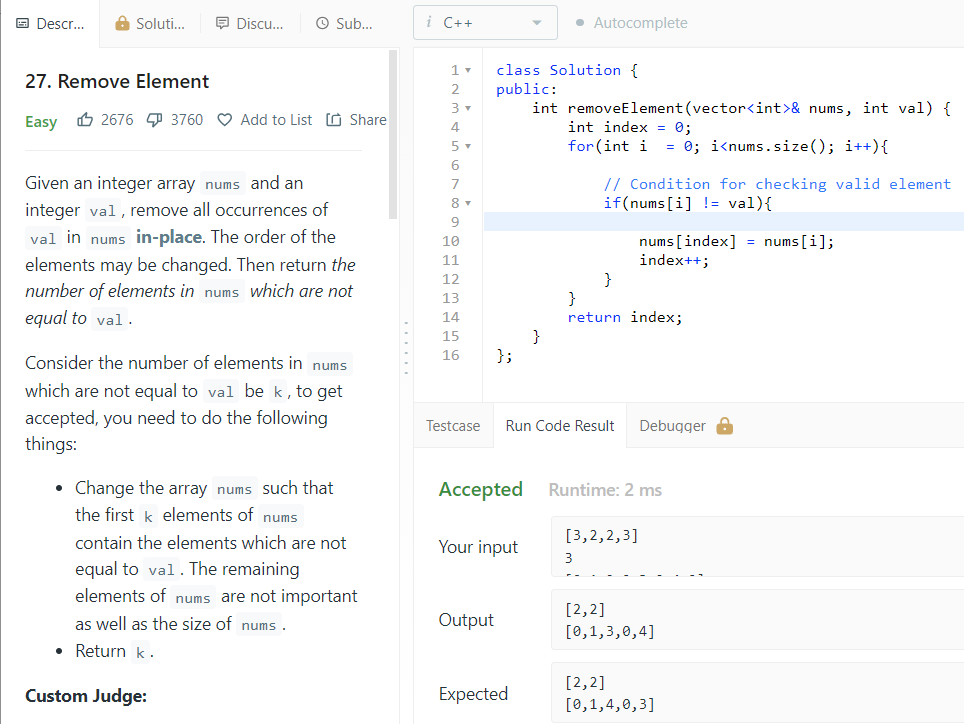 Descr...
Soluti...
Discu...
Sub...
27. Remove Element
Easy 2676 3760 Add to List Share
Given an integer array nums and an
integer val, remove all occurrences of
val in nums in-place. The order of the
elements may be changed. Then return the
number of elements in nums which are not
equal to val.
Consider the number of elements in nums
which are not equal to val be k, to get
accepted, you need to do the following
things:
• Change the array nums such that
the first k elements of nums
contain the elements which are not
equal to val. The remaining
elements of nums are not important
as well as the size of nums.
• Return k.
Custom Judge:
i C++
Autocomplete
1 class Solution {
2 public:
3 int removeElement(vector<int>& nums, int val) {
4 int index = 0;
5 for(int i  = 0; i<nums.size(); i++){
6
7 // Condition for checking valid element
8 if(nums[i] != val){
9
10 nums[index] = nums[i];
11 index++;
12 }
13 }
14 return index;
15 }
16 };
Testcase
Run Code Result
Debugger
Accepted Runtime: 2 ms
Your input
[3,2,2,3]
3
Output
[2,2]
[0,1,3,0,4]
Expected
[2,2]
[0,1,4,0,3]